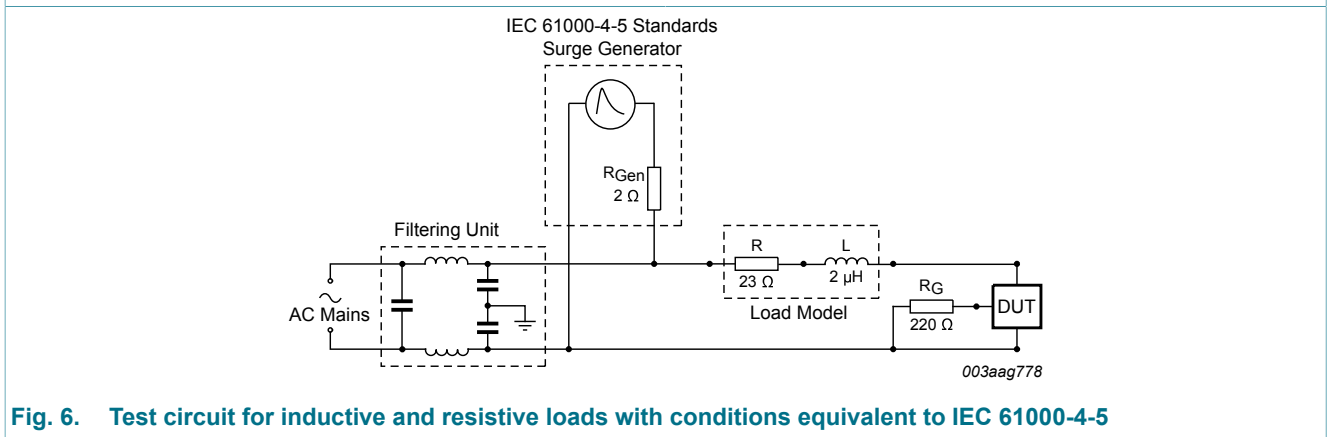 IEC 61000-4-5 Standards
Surge Generator
RGen
2 Ω
Filtering Unit
AC Mains
R
23 Ω
L
2 μH
Load Model
RG
220 Ω
DUT
003aag778
Fig. 6. Test circuit for inductive and resistive loads with conditions equivalent to IEC 61000-4-5